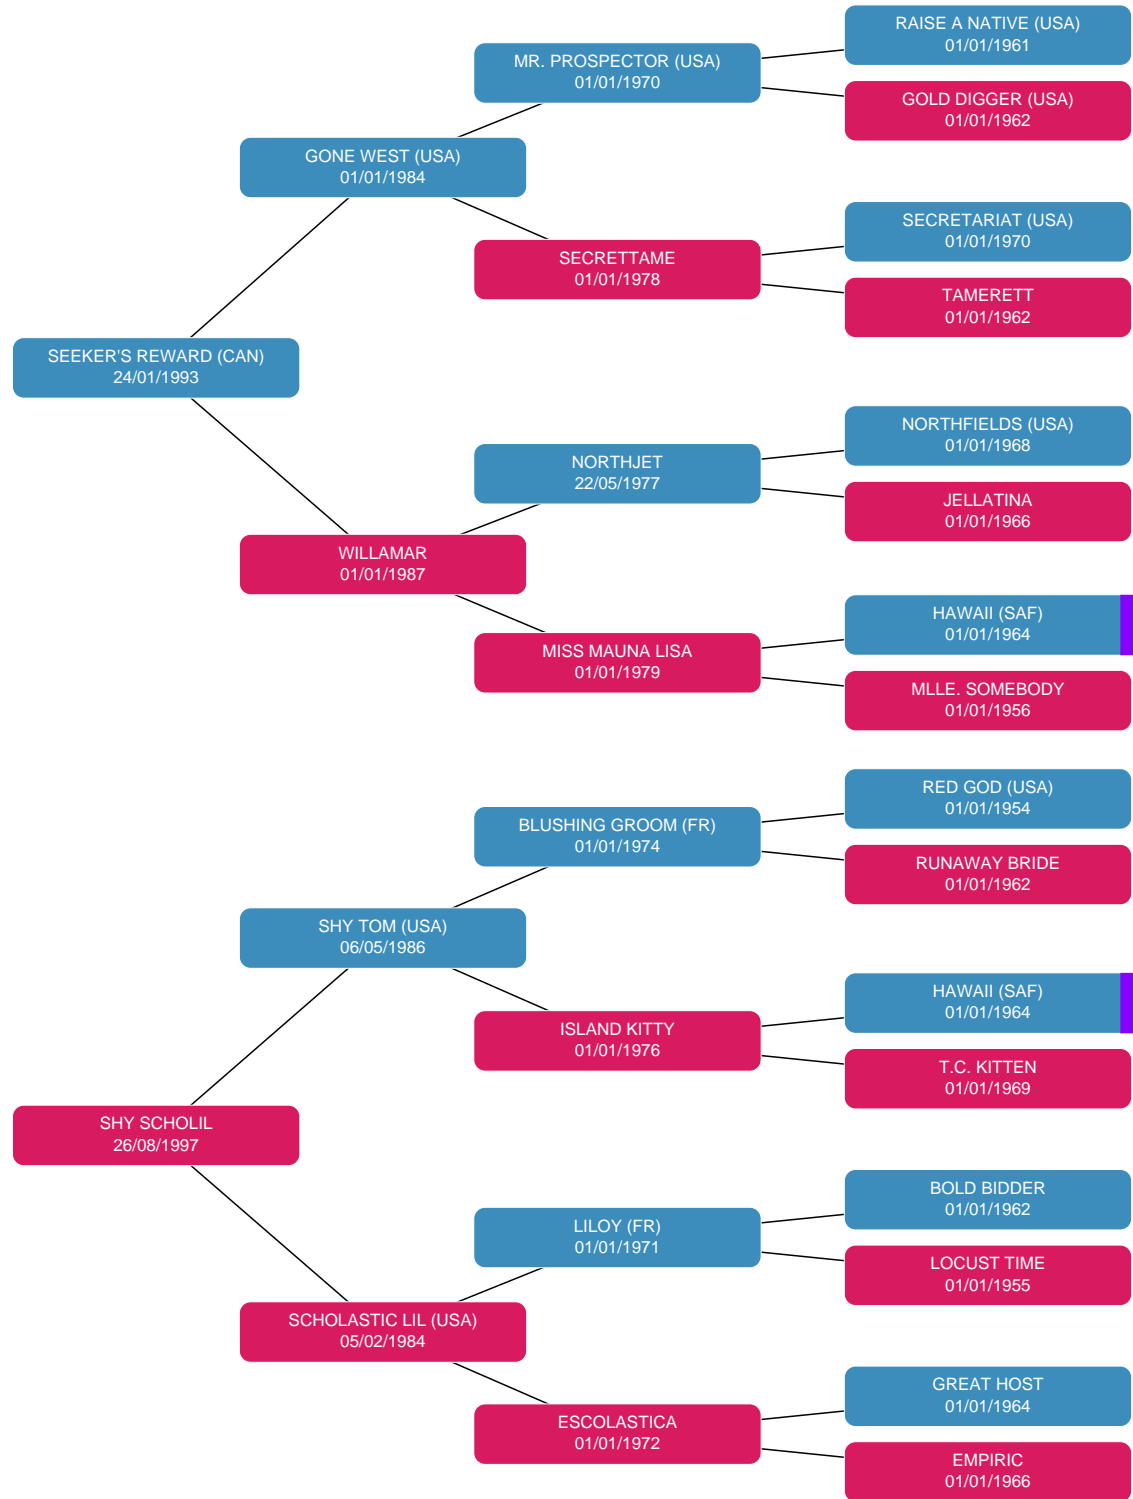 RAISE A NATIVE (USA)
01/01/1961
MR. PROSPECTOR (USA)
01/01/1970
GOLD DIGGER (USA)
01/01/1962
GONE WEST (USA)
01/01/1984
SECRETARIAT (USA)
01/01/1970
SECRETTAME
01/01/1978
TAMERETT
01/01/1962
SEEKER'S REWARD (CAN)
24/01/1993
NORTHFIELDS (USA)
01/01/1968
NORTHJET
22/05/1977
JELLATINA
01/01/1966
WILLAMAR
01/01/1987
HAWAII (SAF)
01/01/1964
MISS MAUNA LISA
01/01/1979
MLLE. SOMEBODY
01/01/1956
RED GOD (USA)
01/01/1954
BLUSHING GROOM (FR)
01/01/1974
RUNAWAY BRIDE
01/01/1962
SHY TOM (USA)
06/05/1986
HAWAII (SAF)
01/01/1964
ISLAND KITTY
01/01/1976
T.C. KITTEN
01/01/1969
SHY SCHOLIL
26/08/1997
BOLD BIDDER
01/01/1962
LILOY (FR)
01/01/1971
LOCUST TIME
01/01/1955
SCHOLASTIC LIL (USA)
05/02/1984
GREAT HOST
01/01/1964
ESCOLASTICA
01/01/1972
EMPIRIC
01/01/1966